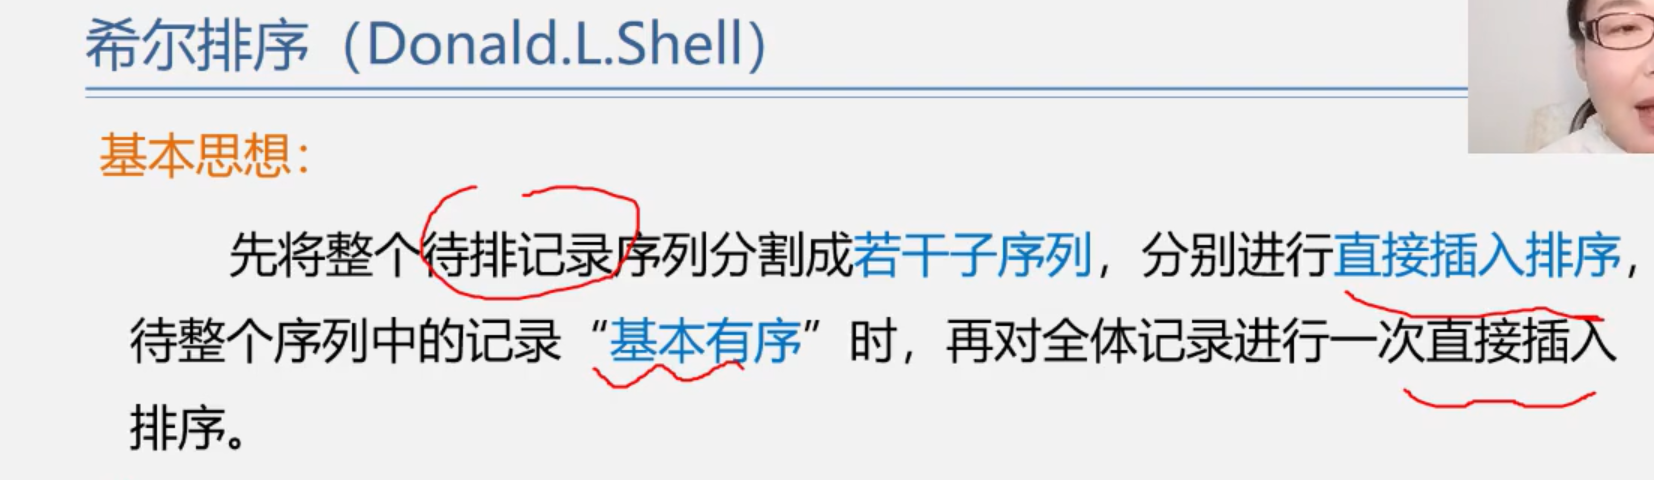 希尔排序（Donald.L.Shell）
基本思想：
先将整个待排记录序列分割成若干子序列，分别进行直接插入排序，
待整个序列中的记录“基本有序”时，再对全体记录进行一次直接插入
排序。